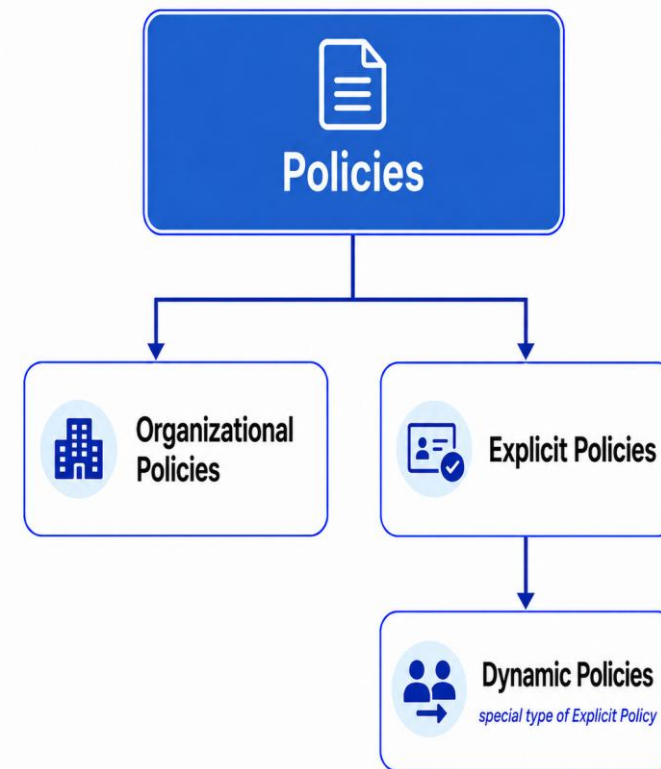 Policies
Organizational
Policies
Explicit Policies
Dynamic Policies
special type of Explicit Policy